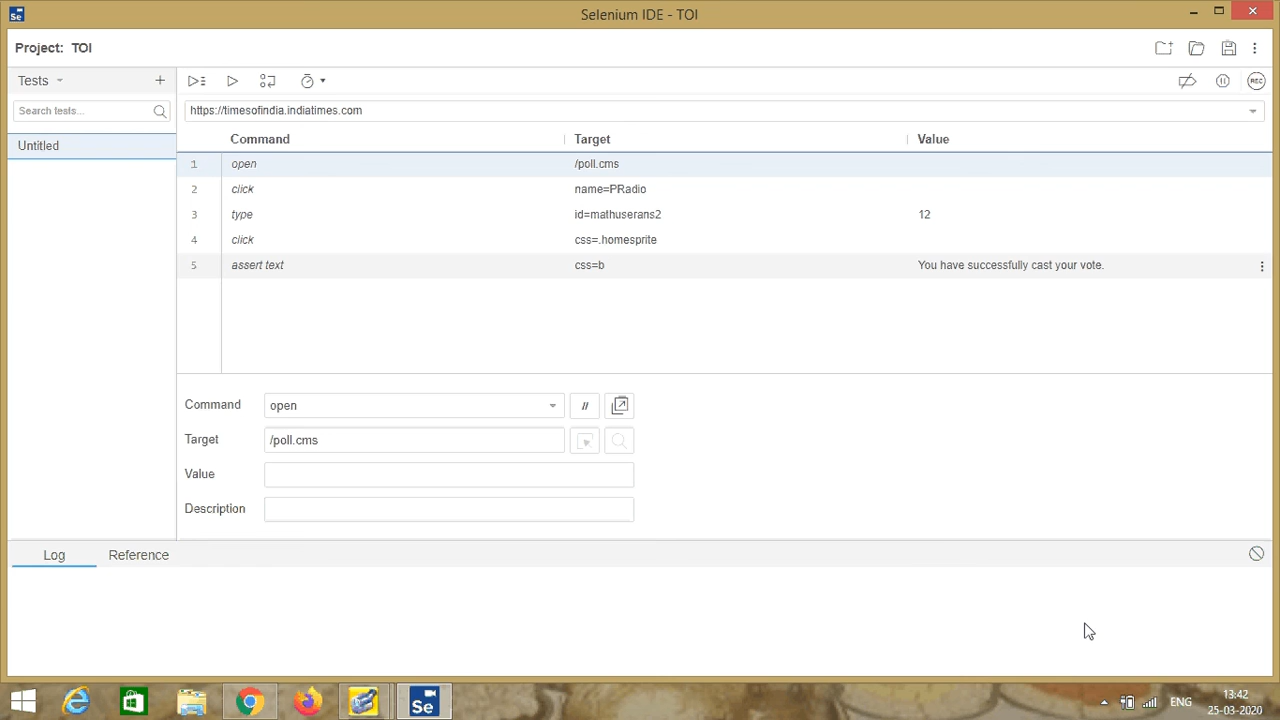 Selenium IDE - TOI
Project: TOI
Tests
Search tests...
Untitled
https://timesofindia.indiatimes.com
Command Target Value
1 open /poll.cms
2 click name=PRadio
3 type id=mathuserans2 12
4 click css=.homesprite
5 assert text css=b You have successfully cast your vote.
Command open //
Target /poll.cms
Value
Description
Log Reference
REC
Se
ENG
13:42
25-03-2020